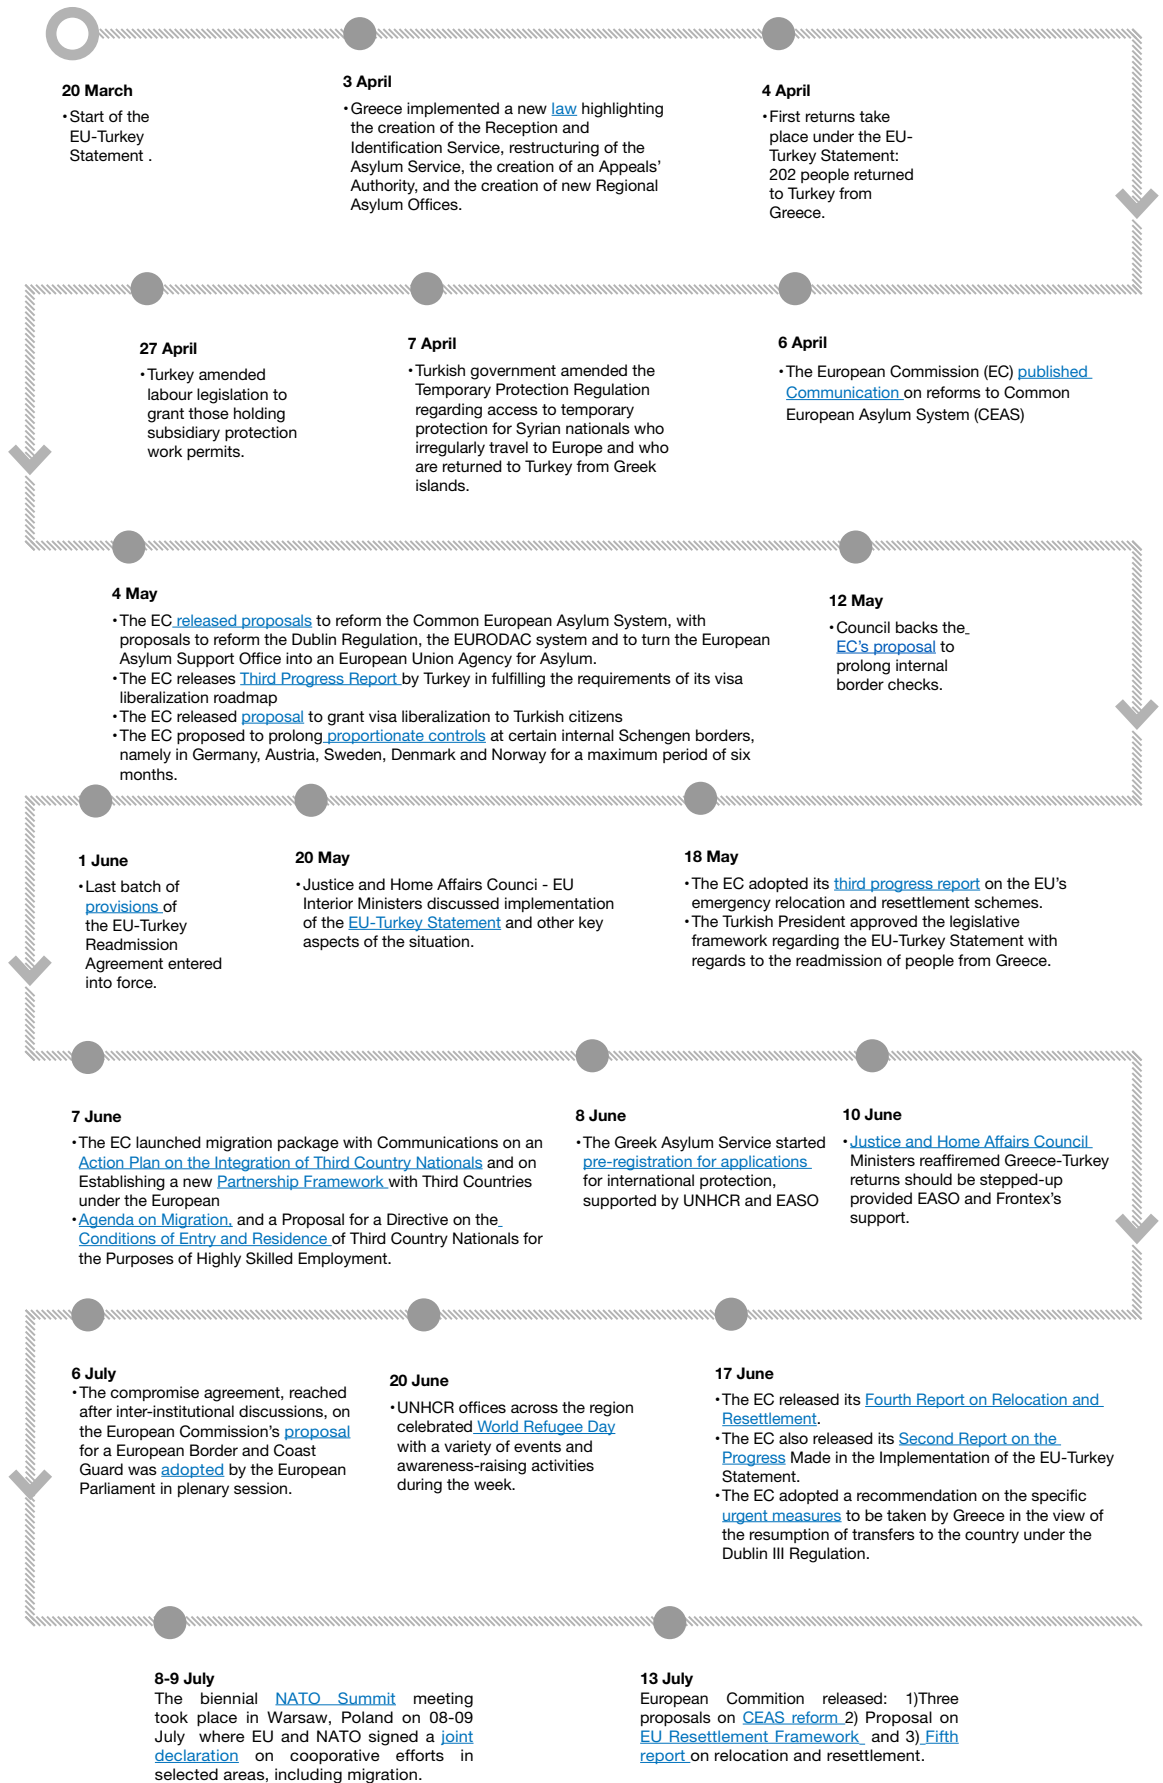 20 March
•Start of the
EU-Turkey
Statement .
3 April
•Greece implemented a new law highlighting
the creation of the Reception and
Identification Service, restructuring of the
Asylum Service, the creation of an Appeals’
Authority, and the creation of new Regional
Asylum Offices.
4 April
•First returns take
place under the EU-
Turkey Statement:
202 people returned
to Turkey from
Greece.
6 April
•The European Commission (EC) published
Communication on reforms to Common
European Asylum System (CEAS)
7 April
•Turkish government amended the
Temporary Protection Regulation
regarding access to temporary
protection for Syrian nationals who
irregularly travel to Europe and who
are returned to Turkey from Greek
islands.
27 April
•Turkey amended
labour legislation to
grant those holding
subsidiary protection
work permits.
4 May
•The EC released proposals to reform the Common European Asylum System, with
proposals to reform the Dublin Regulation, the EURODAC system and to turn the European
Asylum Support Office into an European Union Agency for Asylum.
•The EC releases Third Progress Report by Turkey in fulfilling the requirements of its visa
liberalization roadmap
•The EC released proposal to grant visa liberalization to Turkish citizens
•The EC proposed to prolong proportionate controls at certain internal Schengen borders,
namely in Germany, Austria, Sweden, Denmark and Norway for a maximum period of six
months.
12 May
•Council backs the
EC’s proposal to
prolong internal
border checks.
18 May
•The EC adopted its third progress report on the EU’s
emergency relocation and resettlement schemes.
•The Turkish President approved the legislative
framework regarding the EU-Turkey Statement with
regards to the readmission of people from Greece.
20 May
•Justice and Home Affairs Counci - EU
Interior Ministers discussed implementation
of the EU-Turkey Statement and other key
aspects of the situation.
1 June
•Last batch of
provisions of
the EU-Turkey
Readmission
Agreement entered
into force.
7 June
•The EC launched migration package with Communications on an
Action Plan on the Integration of Third Country Nationals and on
Establishing a new Partnership Framework with Third Countries
under the European
•Agenda on Migration, and a Proposal for a Directive on the
Conditions of Entry and Residence of Third Country Nationals for
the Purposes of Highly Skilled Employment.
8 June
•The Greek Asylum Service started
pre-registration for applications
for international protection,
supported by UNHCR and EASO
10 June
•Justice and Home Affairs Council
Ministers reaffiremed Greece-Turkey
returns should be stepped-up
provided EASO and Frontex’s
support.
17 June
•The EC released its Fourth Report on Relocation and
Resettlement.
•The EC also released its Second Report on the
Progress Made in the Implementation of the EU-Turkey
Statement.
•The EC adopted a recommendation on the specific
urgent measures to be taken by Greece in the view of
the resumption of transfers to the country under the
Dublin III Regulation.
20 June
•UNHCR offices across the region
celebrated World Refugee Day
with a variety of events and
awareness-raising activities
during the week.
6 July
•The compromise agreement, reached
after inter-institutional discussions, on
the European Commission’s proposal
for a European Border and Coast
Guard was adopted by the European
Parliament in plenary session.
8-9 July
The biennial NATO Summit meeting
took place in Warsaw, Poland on 08-09
July where EU and NATO signed a joint
declaration on cooporative efforts in
selected areas, including migration.
13 July
European Commition released: 1)Three
proposals on CEAS reform 2) Proposal on
EU Resettlement Framework and 3) Fifth
report on relocation and resettlement.